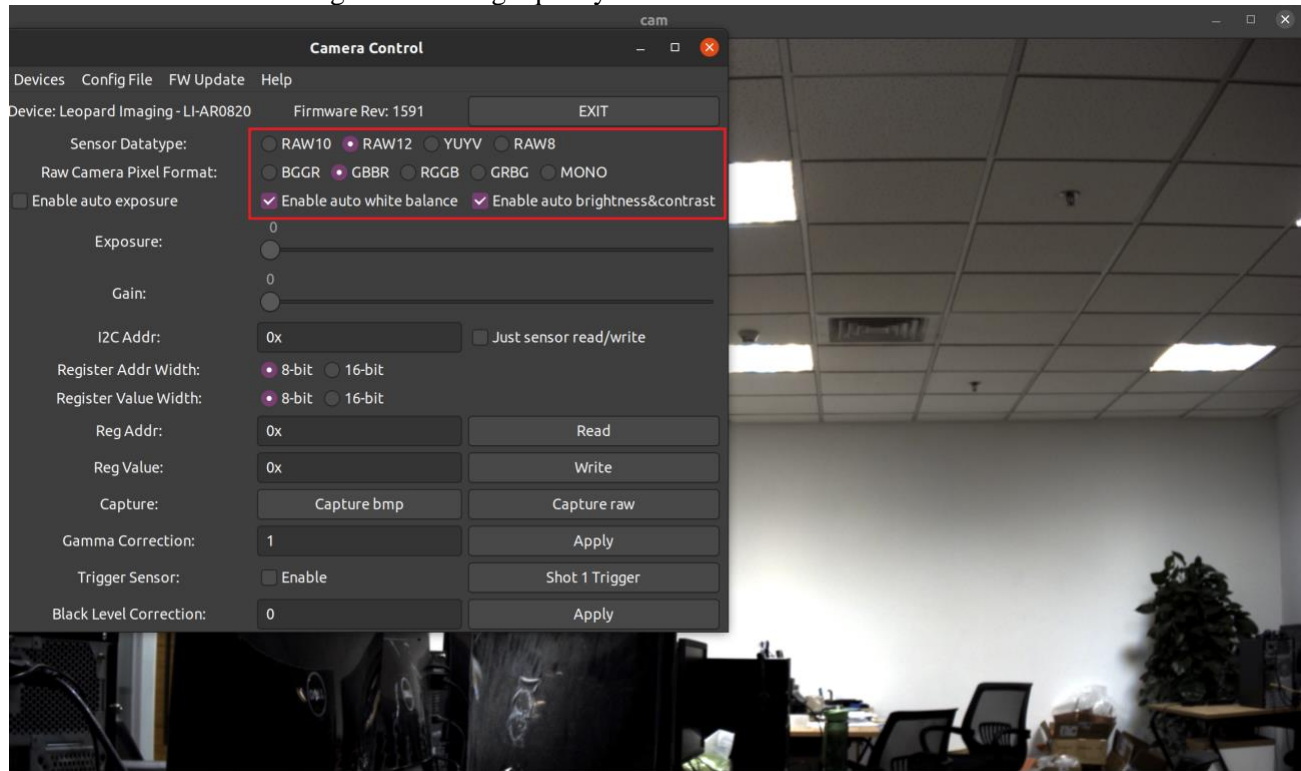 cam
Camera Control
Devices Config File FW Update Help
Device: Leopard Imaging - LI-AR0820 Firmware Rev: 1591 EXIT
Sensor Datatype: RAW10 RAW12 YUYV RAW8
Raw Camera Pixel Format: BGGR GBBR RGGB GRBG MONO
Enable auto exposure Enable auto white balance Enable auto brightness&contrast
0
Exposure:
0
Gain:
I2C Addr: 0x Just sensor read/write
Register Addr Width: 8-bit 16-bit
Register Value Width: 8-bit 16-bit
Reg Addr: 0x Read
Reg Value: 0x Write
Capture: Capture bmp Capture raw
Gamma Correction: 1 Apply
Trigger Sensor: Enable Shot 1 Trigger
Black Level Correction: 0 Apply